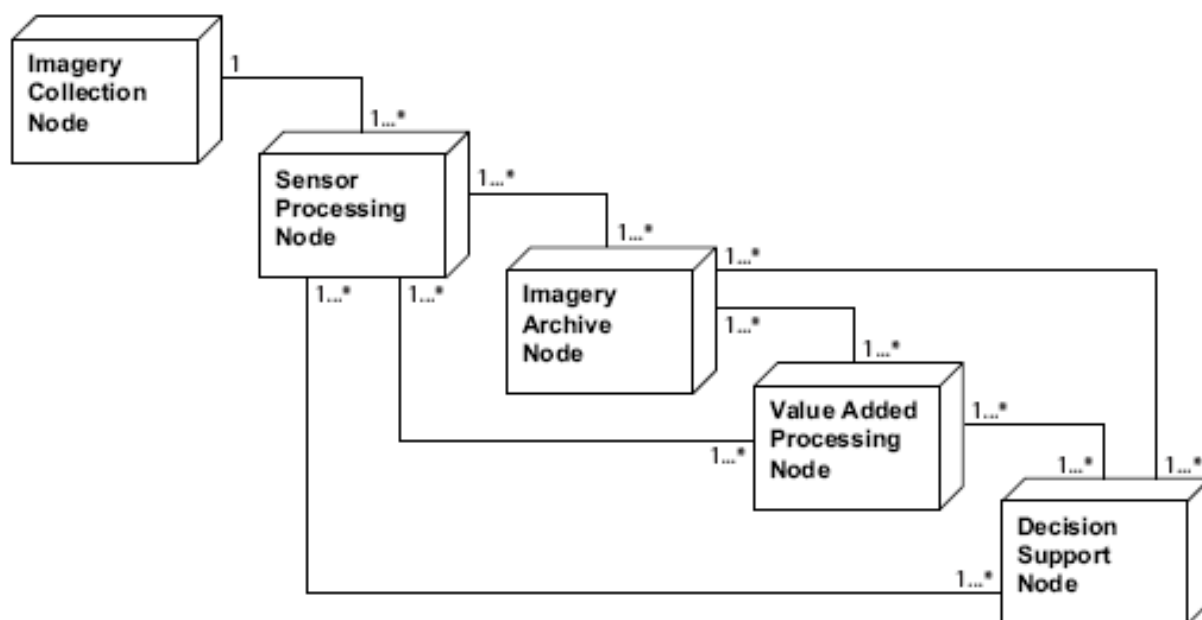 Imagery
Collection
Node
1
1...*
Sensor
Processing
Node
1...*
1...*
1...*
1...*
Imagery
Archive
Node
1...*
1...*
1...*
Value Added
Processing
Node
1...*
1...*
1...*
1...*
Decision
Support
Node
1...*